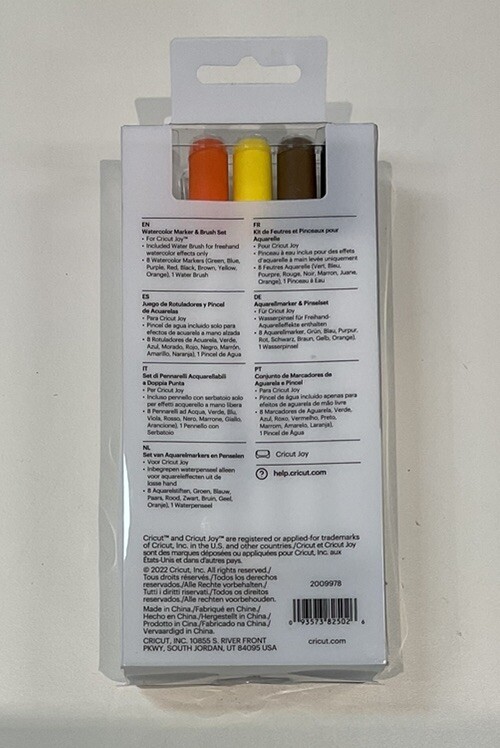 EN
Watercolor Marker & Brush Set
• For Cricut Joy™
• Included Water Brush for freehand
watercolor effects only
• 8 Watercolor Markers (Green, Blue,
Purple, Red, Black, Brown, Yellow,
Orange), 1 Water Brush
FR
Kit de Feutres et Pinceaux pour
Aquarelle
• Pour Cricut Joy
• Pinceau à eau inclus pour des effets
d'aquarelle à main levée uniquement
• 8 Feutres Aquarelle (Vert, Bleu,
Pourpre, Rouge, Noir, Marron, Juane,
Orange), 1 Pinceau à Eau
ES
Juego de Rotuladores y Pincel
de Acuarelas
• Para Cricut Joy
• Pincel de agua incluido solo para
efectos de acuarela a mano alzada
• 8 Rotuladores de Acuarela, Verde,
Azul, Morado, Rojo, Negro, Marrón,
Amarillo, Naranja), 1 Pincel de Agua
DE
Aquarellmarker & Pinselset
• Für Cricut Joy
• Wasserpinsel für Freihand-
Aquarelleffekte enthalten
• 8 Aquarellmarker, Grün, Blau, Purpur,
Rot, Schwarz, Braun, Gelb, Orange),
1 Wasserpinsel
IT
Set di Pennarelli Acquarellabili
a Doppia Punta
• Per Cricut Joy
• Incluso pennello con serbatoio solo
per effetti acquerello a mano libera
• 8 Pennarelli ad Acqua, Verde, Blu,
Viola, Rosso, Nero, Marrone, Giallo,
Arancione), 1 Pennello con
Serbatoio
PT
Conjunto de Marcadores de
Aguarela e Pincel
• Para Cricut Joy
• Pincel de água incluído apenas para
efeitos de aguarela de mão livre
• 8 Marcadores de Aguarela, Verde,
Azul, Roxo, Vermelho, Preto,
Marrom, Amarelo, Laranja),
1 Pincel de Água
NL
Set van Aquarelmarkers en Penselen
• Voor Cricut Joy
• Inbegrepen waterpenseel alleen
voor aquareleffecten uit de
losse hand
• 8 Aquarelstiften, Groen, Blauw,
Paars, Rood, Zwart, Bruin, Geel,
Oranje), 1 Waterpenseel
Cricut Joy
help.cricut.com
Cricut™ and Cricut Joy™ are registered or applied-for trademarks
of Cricut, Inc. in the U.S. and other countries./Cricut et Cricut Joy
sont des marques déposées ou appliquées pour Cricut, Inc. aux
États-Unis et dans d'autres pays.
© 2022 Cricut, Inc. All rights reserved./
Tous droits réservés./Todos los derechos
reservados./Alle Rechte vorbehalten./
Tutti i diritti riservati./Todos os direitos
reservados./Alle rechten voorbehouden.
Made in China./Fabriqué en Chine./
Hecho en China./Hergestellt in China./
Prodotto in Cina./Fabricado na China./
Vervaardigd in China.
CRICUT, INC. 10855 S. RIVER FRONT
PKWY, SOUTH JORDAN, UT 84095 USA
2009978
0 93573 82502 6
cricut.com